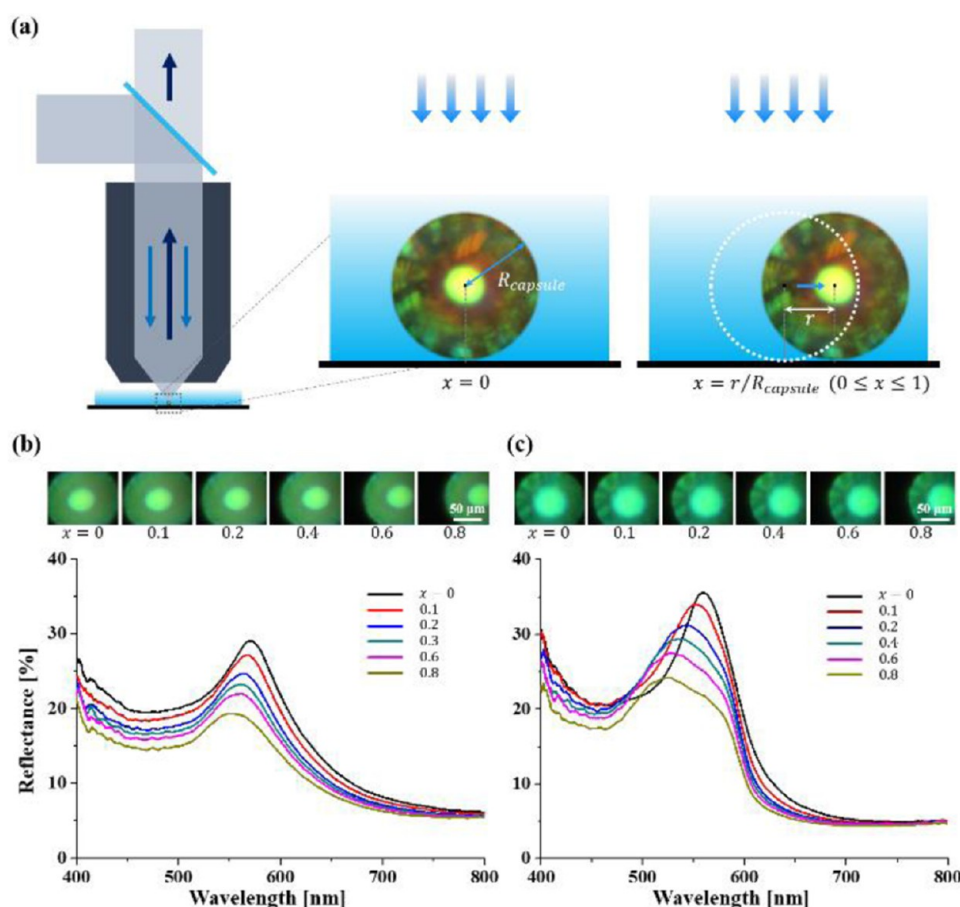 (a)
R_capsule
r
x = 0
x = r/R_capsule (0 ≤ x ≤ 1)
(b)
(c)
50 μm
50 μm
x = 0 0.1 0.2 0.4 0.6 0.8
x = 0 0.1 0.2 0.4 0.6 0.8
40
30
20
10
0
Reflectance [%]
x − 0
0.1
0.2
0.3
0.6
0.8
400 500 600 700 800
Wavelength [nm]
40
30
20
10
0
x − 0
0.1
0.2
0.4
0.6
0.8
400 500 600 700 800
Wavelength [nm]